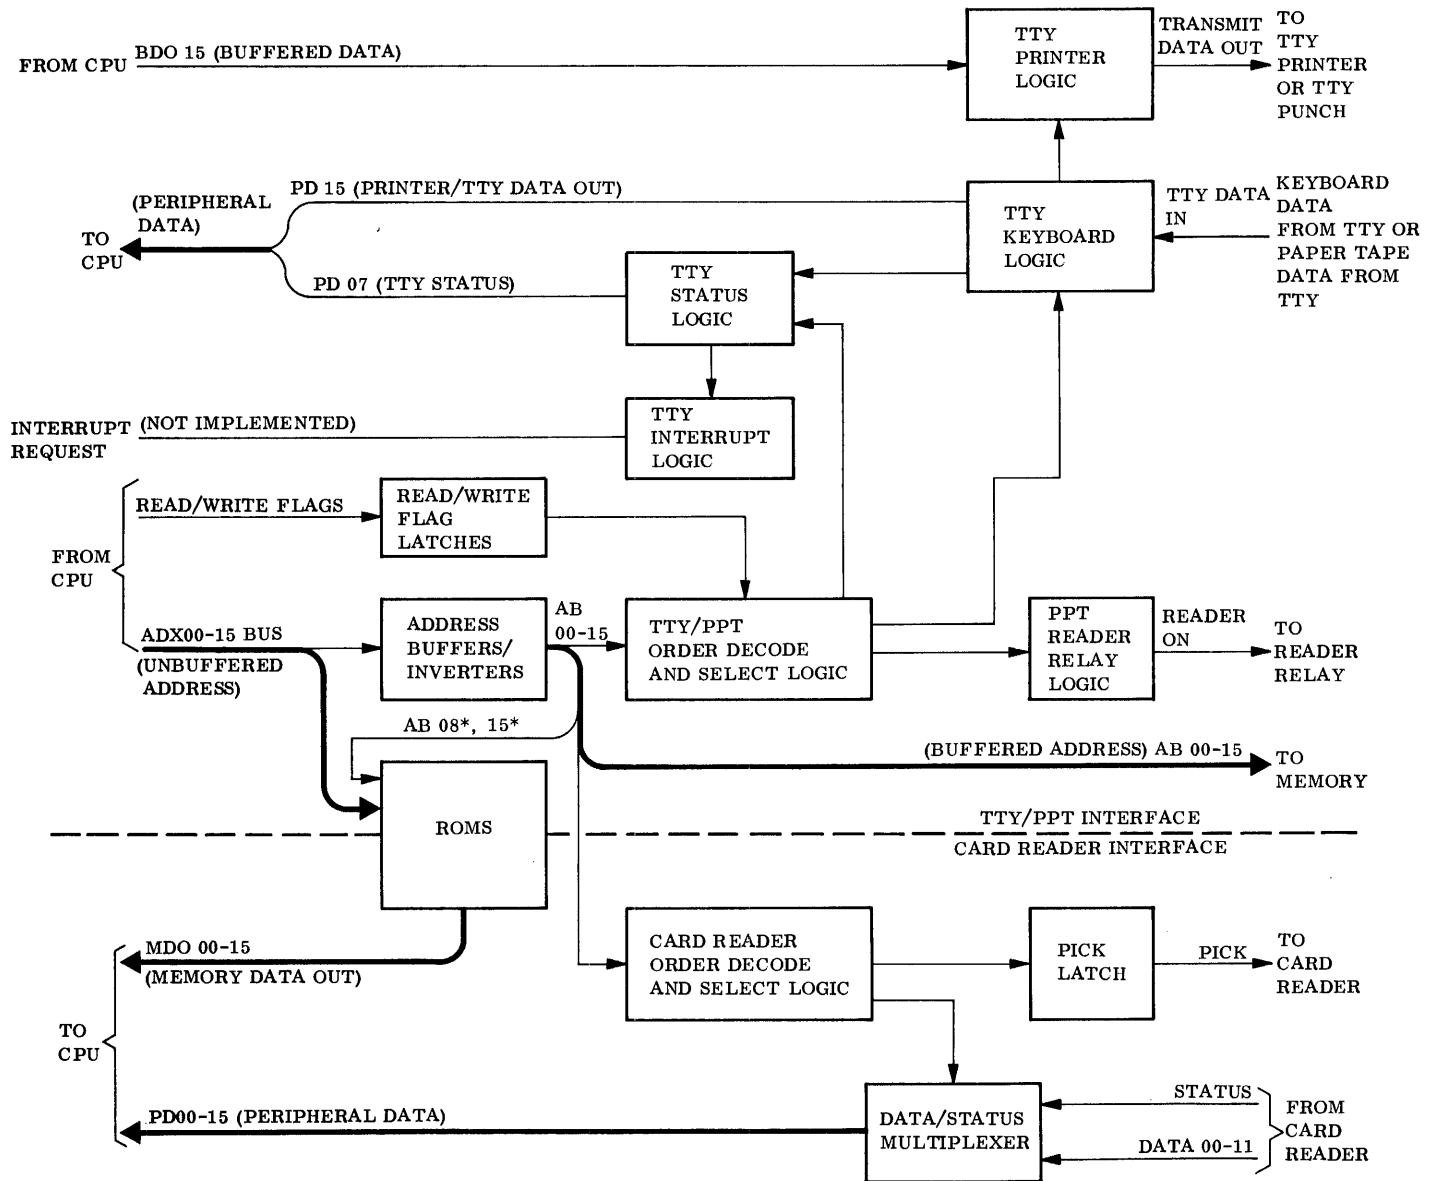 FROM CPU
BDO 15 (BUFFERED DATA)
TTY
PRINTER
LOGIC
TRANSMIT
DATA OUT
TO
TTY
PRINTER
OR TTY
PUNCH
(PERIPHERAL
DATA)
TO
CPU
PD 15 (PRINTER/TTY DATA OUT)
PD 07 (TTY STATUS)
TTY
STATUS
LOGIC
TTY
KEYBOARD
LOGIC
TTY DATA
IN
KEYBOARD
DATA
FROM TTY OR
PAPER TAPE
DATA FROM
TTY
INTERRUPT
REQUEST
(NOT IMPLEMENTED)
TTY
INTERRUPT
LOGIC
FROM
CPU
READ/WRITE FLAGS
READ/WRITE
FLAG
LATCHES
ADX00-15 BUS
(UNBUFFERED
ADDRESS)
ADDRESS
BUFFERS/
INVERTERS
AB
00-15
TTY/PPT
ORDER DECODE
AND SELECT LOGIC
PPT
READER
RELAY
LOGIC
READER
ON
TO
READER
RELAY
AB 08*, 15*
(BUFFERED ADDRESS) AB 00-15
TO
MEMORY
ROMS
TTY/PPT INTERFACE
CARD READER INTERFACE
MDO 00-15
(MEMORY DATA OUT)
CARD READER
ORDER DECODE
AND SELECT LOGIC
PICK
LATCH
PICK
TO
CARD
READER
TO
CPU
PD00-15 (PERIPHERAL DATA)
DATA/STATUS
MULTIPLEXER
STATUS
DATA 00-11
FROM
CARD
READER